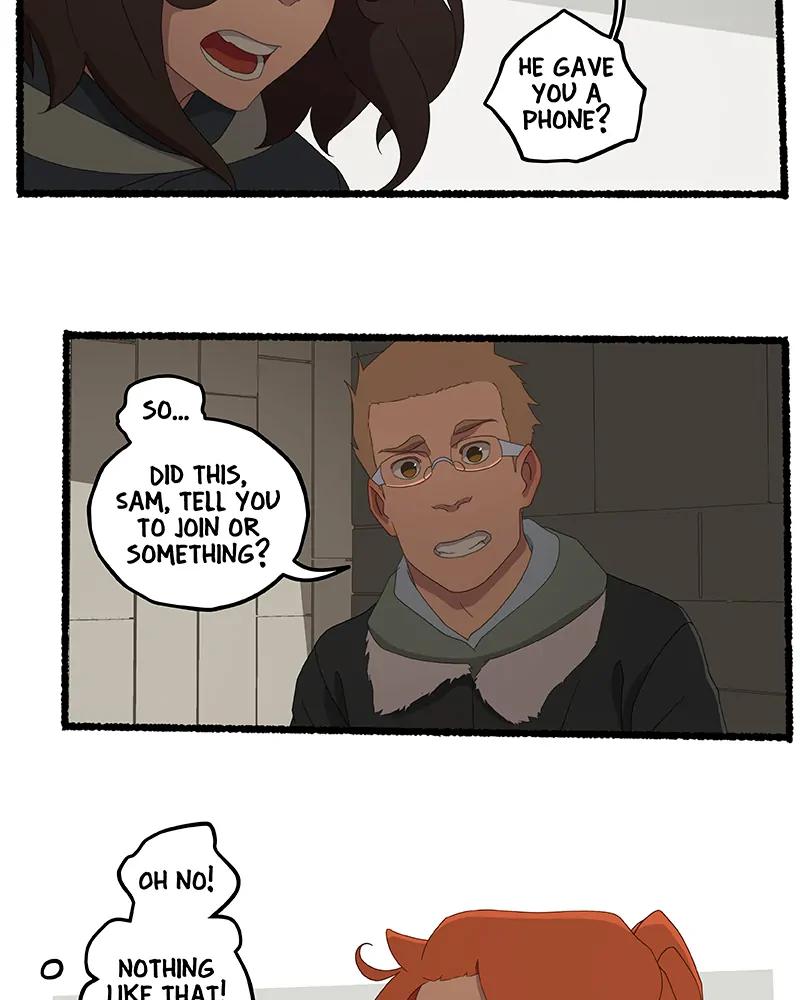 HE GAVE
YOU A
PHONE?
SO...
DID THIS,
SAM, TELL YOU
TO JOIN OR
SOMETHING?
OH NO!
NOTHING
LIKE THAT!